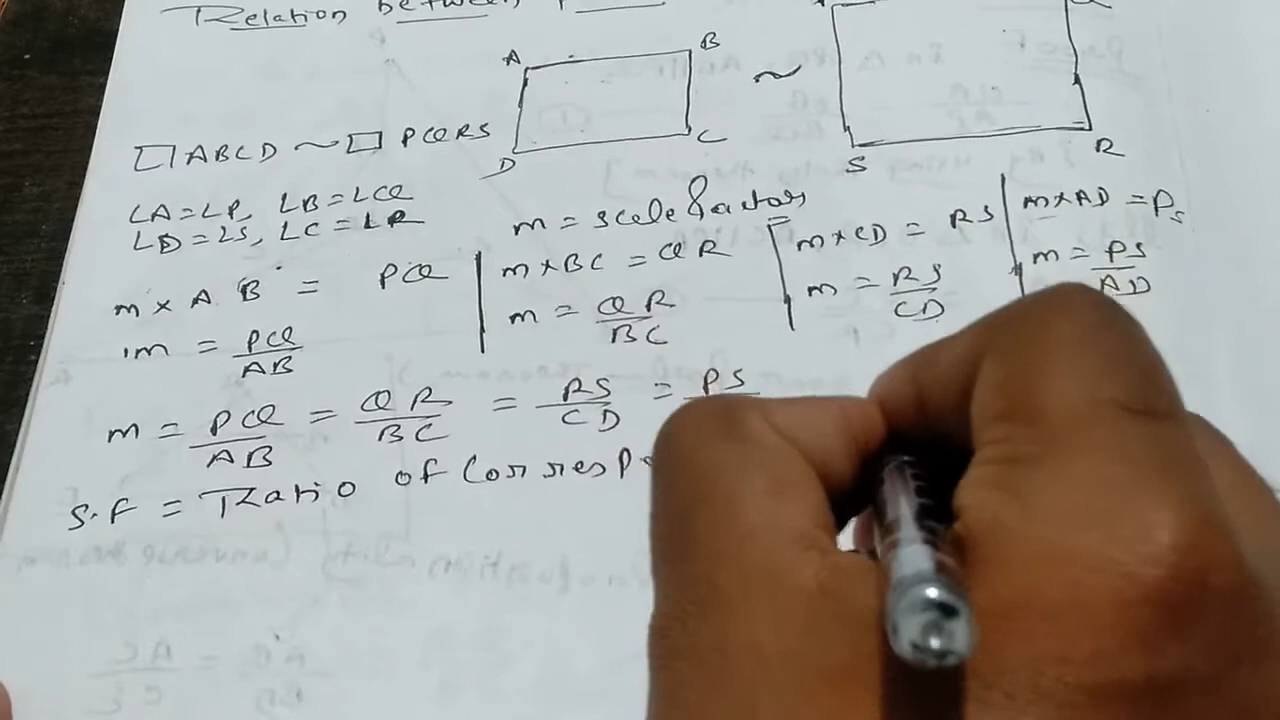 Relation between
A B ~
D C S R
□ABCD ~ □ PQRS
∠A=∠P, ∠B=∠Q
∠D=∠S, ∠C=∠R
m = scale factor
m × AB = PQ
m = PQ/AB
m × BC = QR
m = QR/BC
m × CD = RS
m = RS/CD
m × AD = PS
m = PS/AD
m = PQ/AB = QR/BC = RS/CD = PS
S.F = Ratio of Corresp